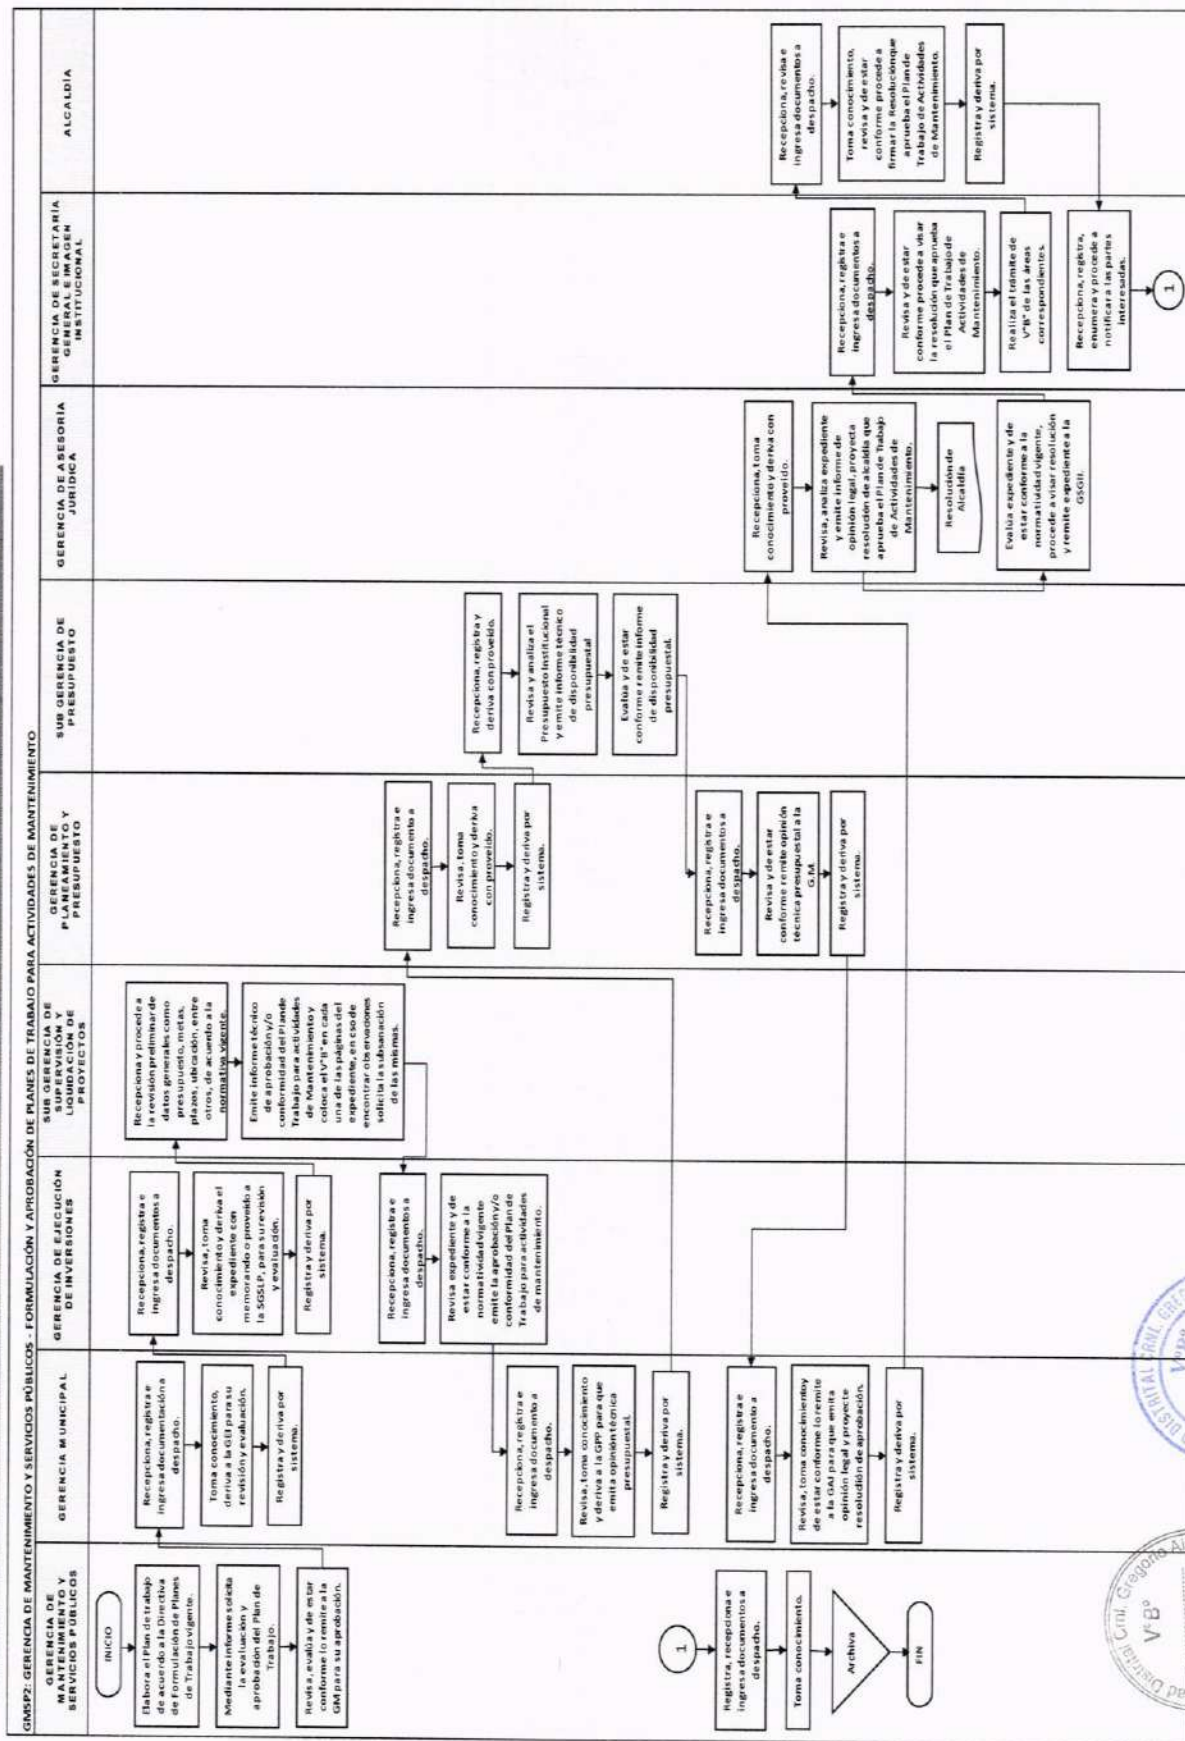 GMSP2: GERENCIA DE MANTENIMIENTO Y SERVICIOS PÚBLICOS - FORMULACIÓN Y APROBACIÓN DE PLANES DE TRABAJO PARA ACTIVIDADES DE MANTENIMIENTO
GERENCIA DE
MANTENIMIENTO Y
SERVICIOS PÚBLICOS
INICIO
Elabora el Plan de trabajo
de acuerdo a la Directiva
de Formulación de Planes
de Trabajo vigente.
Mediante informe solicita
la evaluación y
aprobación del Plan de
Trabajo.
Revisa, evalúa y de estar
conforme lo remite a la
GM para su aprobación.
1
Registra, recepciona e
ingresa documentos a
despacho.
Toma conocimiento.
Archiva
FIN
GERENCIA MUNICIPAL
Recepciona, registra e
ingresa documentación a
despacho.
Toma conocimiento,
deriva a la GEI para su
revisión y evaluación.
Registra y deriva por
sistema.
Recepciona, registra e
ingresa documento a
despacho.
Revisa, toma conocimiento
y deriva a la GPP para que
emita opinión técnica
presupuestal.
Registra y deriva por
sistema.
Recepciona, registra e
ingresa documento a
despacho.
Revisa, toma conocimiento y
de estar conforme lo remite
a la GAJ para que emita
opinión legal y proyecte
resoludión de aprobación.
Registra y deriva por
sistema.
GERENCIA DE EJECUCIÓN
DE INVERSIONES
Recepciona, registra e
ingresa documentos a
despacho.
Revisa, toma
conocimiento y deriva el
expediente con
memorando o proveido a
la SGSLP, para su revisión
y evaluación.
Registra y deriva por
sistema.
Recepciona, registra e
ingresa documentos a
despacho.
Revisa expediente y de
estar conforme a la
normatividad vigente
emite la aprobación y/o
conformidad del Plan de
Trabajo para actividades
de mantenimiento.
SUB GERENCIA DE
SUPERVISIÓN Y
LIQUIDACIÓN DE
PROYECTOS
Recepciona y procede a
la revisión preliminar de
datos generales como
presupuesto, metas,
plazos, ubicación, entre
otros, de acuerdo a la
normativa vigente.
Emite informe técnico
de aprobación y/o
conformidad del Plan de
Trabajo para actividades
de Mantenimiento y
coloca el V°B° en cada
una de las páginas del
expediente, en cso de
encontrar observaciones
solicita la subsanación
de las mismas.
GERENCIA DE
PLANEAMIENTO Y
PRESUPUESTO
Recepciona, registra e
ingresa documento a
despacho.
Revisa, toma
conocimiento y deriva
con proveido.
Registra y deriva por
sistema.
Recepciona, registra e
ingresa documentos a
despacho.
Revisa y de estar
conforme remite opinión
técnica presupuestal a la
G.M.
Registra y deriva por
sistema.
SUB GERENCIA DE
PRESUPUESTO
Recepciona, registra y
deriva con proveido.
Revisa y analiza el
Presupuesto Institucional
y emite informe técnico
de disponibilidad
presupuestal
Evalúa y de estar
conforme remite informe
de disponibilidad
presupuestal.
GERENCIA DE ASESORÍA
JURÍDICA
Recepciona, toma
conocimiento y deriva con
proveido.
Revisa, analiza expediente
y emite informe de
opinión legal, proyecta
resolución de alcaldía que
aprueba el Plan de Trabajo
de Actividades de
Mantenimiento.
Resolución de
Alcaldía
Evalúa expediente y de
estar conforme a la
normatividad vigente,
procede a visar resolución
y remite expediente a la
GSGII.
GERENCIA DE SECRETARÍA
GENERAL E IMAGEN
INSTITUCIONAL
Recepciona, registra e
ingresa documentos a
despacho.
Revisa y de estar
conforme procede a visar
la resolución que aprueba
el Plan de Trabajo de
Actividades de
Mantenimiento.
Realiza el trámite de
V°B° de las áreas
correspondientes.
Recepciona, registra,
enumera y procede a
notificar a las partes
interesadas.
1
ALCALDÍA
Recepciona, revisa e
ingresa documentos a
despacho.
Toma conocimiento,
revisa y de estar
conforme procede a
firmar la Resolución que
aprueba el Plan de
Trabajo de Actividades
de Mantenimiento.
Registra y deriva por
sistema.
Distrital Crnl. Gregorio
V°B°
DISTRITAL CRNL.